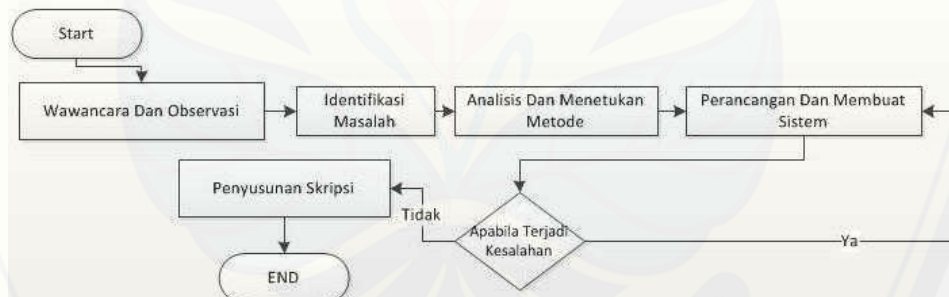 Start
Wawancara Dan Observasi
Identifikasi
Masalah
Analisis Dan Menetukan
Metode
Perancangan Dan Membuat
Sistem
Apabila Terjadi
Kesalahan
Ya
Tidak
Penyusunan Skripsi
END